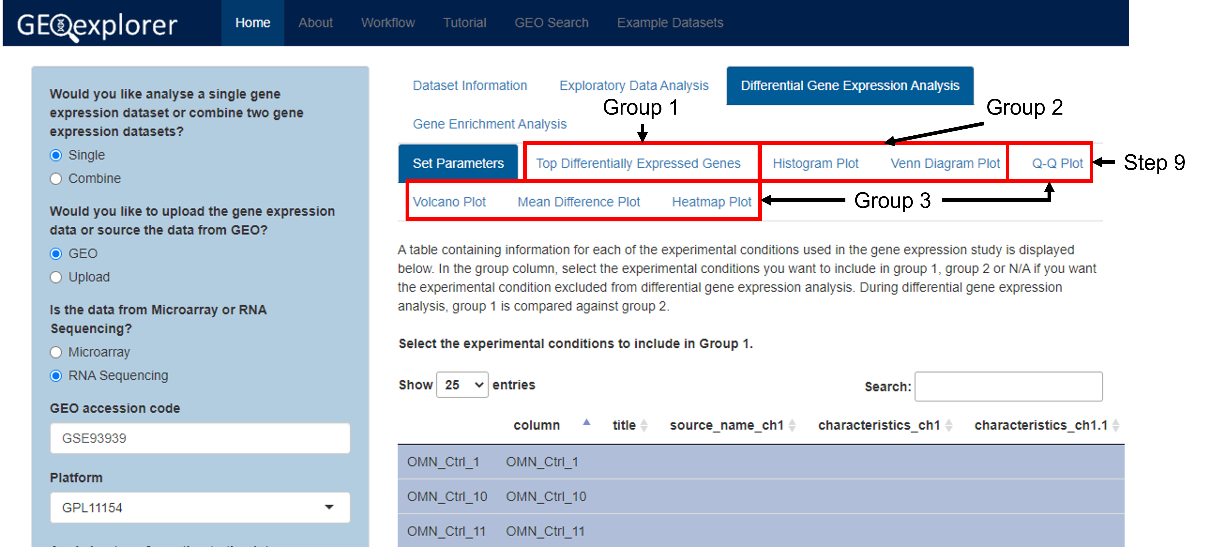 GEOexplorer
Home About Workflow Tutorial GEO Search Example Datasets
Would you like analyse a single gene
expression dataset or combine two gene
expression datasets?
Single
Combine
Would you like to upload the gene expression
data or source the data from GEO?
GEO
Upload
Is the data from Microarray or RNA
Sequencing?
Microarray
RNA Sequencing
GEO accession code
GSE93939
Platform
GPL11154
Dataset Information Exploratory Data Analysis Differential Gene Expression Analysis
Group 1 Group 2
Gene Enrichment Analysis
Set Parameters Top Differentially Expressed Genes Histogram Plot Venn Diagram Plot Q-Q Plot Step 9
Volcano Plot Mean Difference Plot Heatmap Plot Group 3
A table containing information for each of the experimental conditions used in the gene expression study is displayed
below. In the group column, select the experimental conditions you want to include in group 1, group 2 or N/A if you want
the experimental condition excluded from differential gene expression analysis. During differential gene expression
analysis, group 1 is compared against group 2.
Select the experimental conditions to include in Group 1.
Show 25 entries Search:
column title source_name_ch1 characteristics_ch1 characteristics_ch1.1
OMN_Ctrl_1 OMN_Ctrl_1
OMN_Ctrl_10 OMN_Ctrl_10
OMN_Ctrl_11 OMN_Ctrl_11